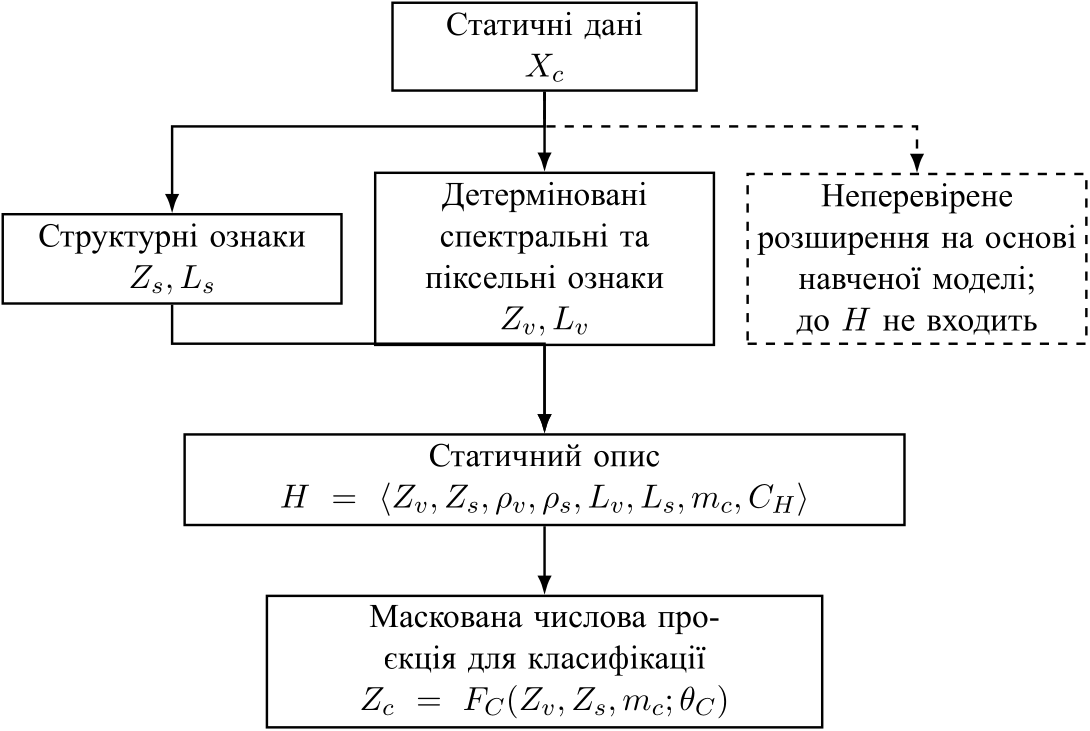 Статичні дані
X_c
Структурні ознаки
Z_s, L_s
Детерміновані
спектральні та
піксельні ознаки
Z_v, L_v
Неперевірене
розширення на основі
навченої моделі;
до H не входить
Статичний опис
H = ⟨Z_v, Z_s, ρ_v, ρ_s, L_v, L_s, m_c, C_H⟩
Маскована числова про-
єкція для класифікації
Z_c = F_C(Z_v, Z_s, m_c; θ_C)